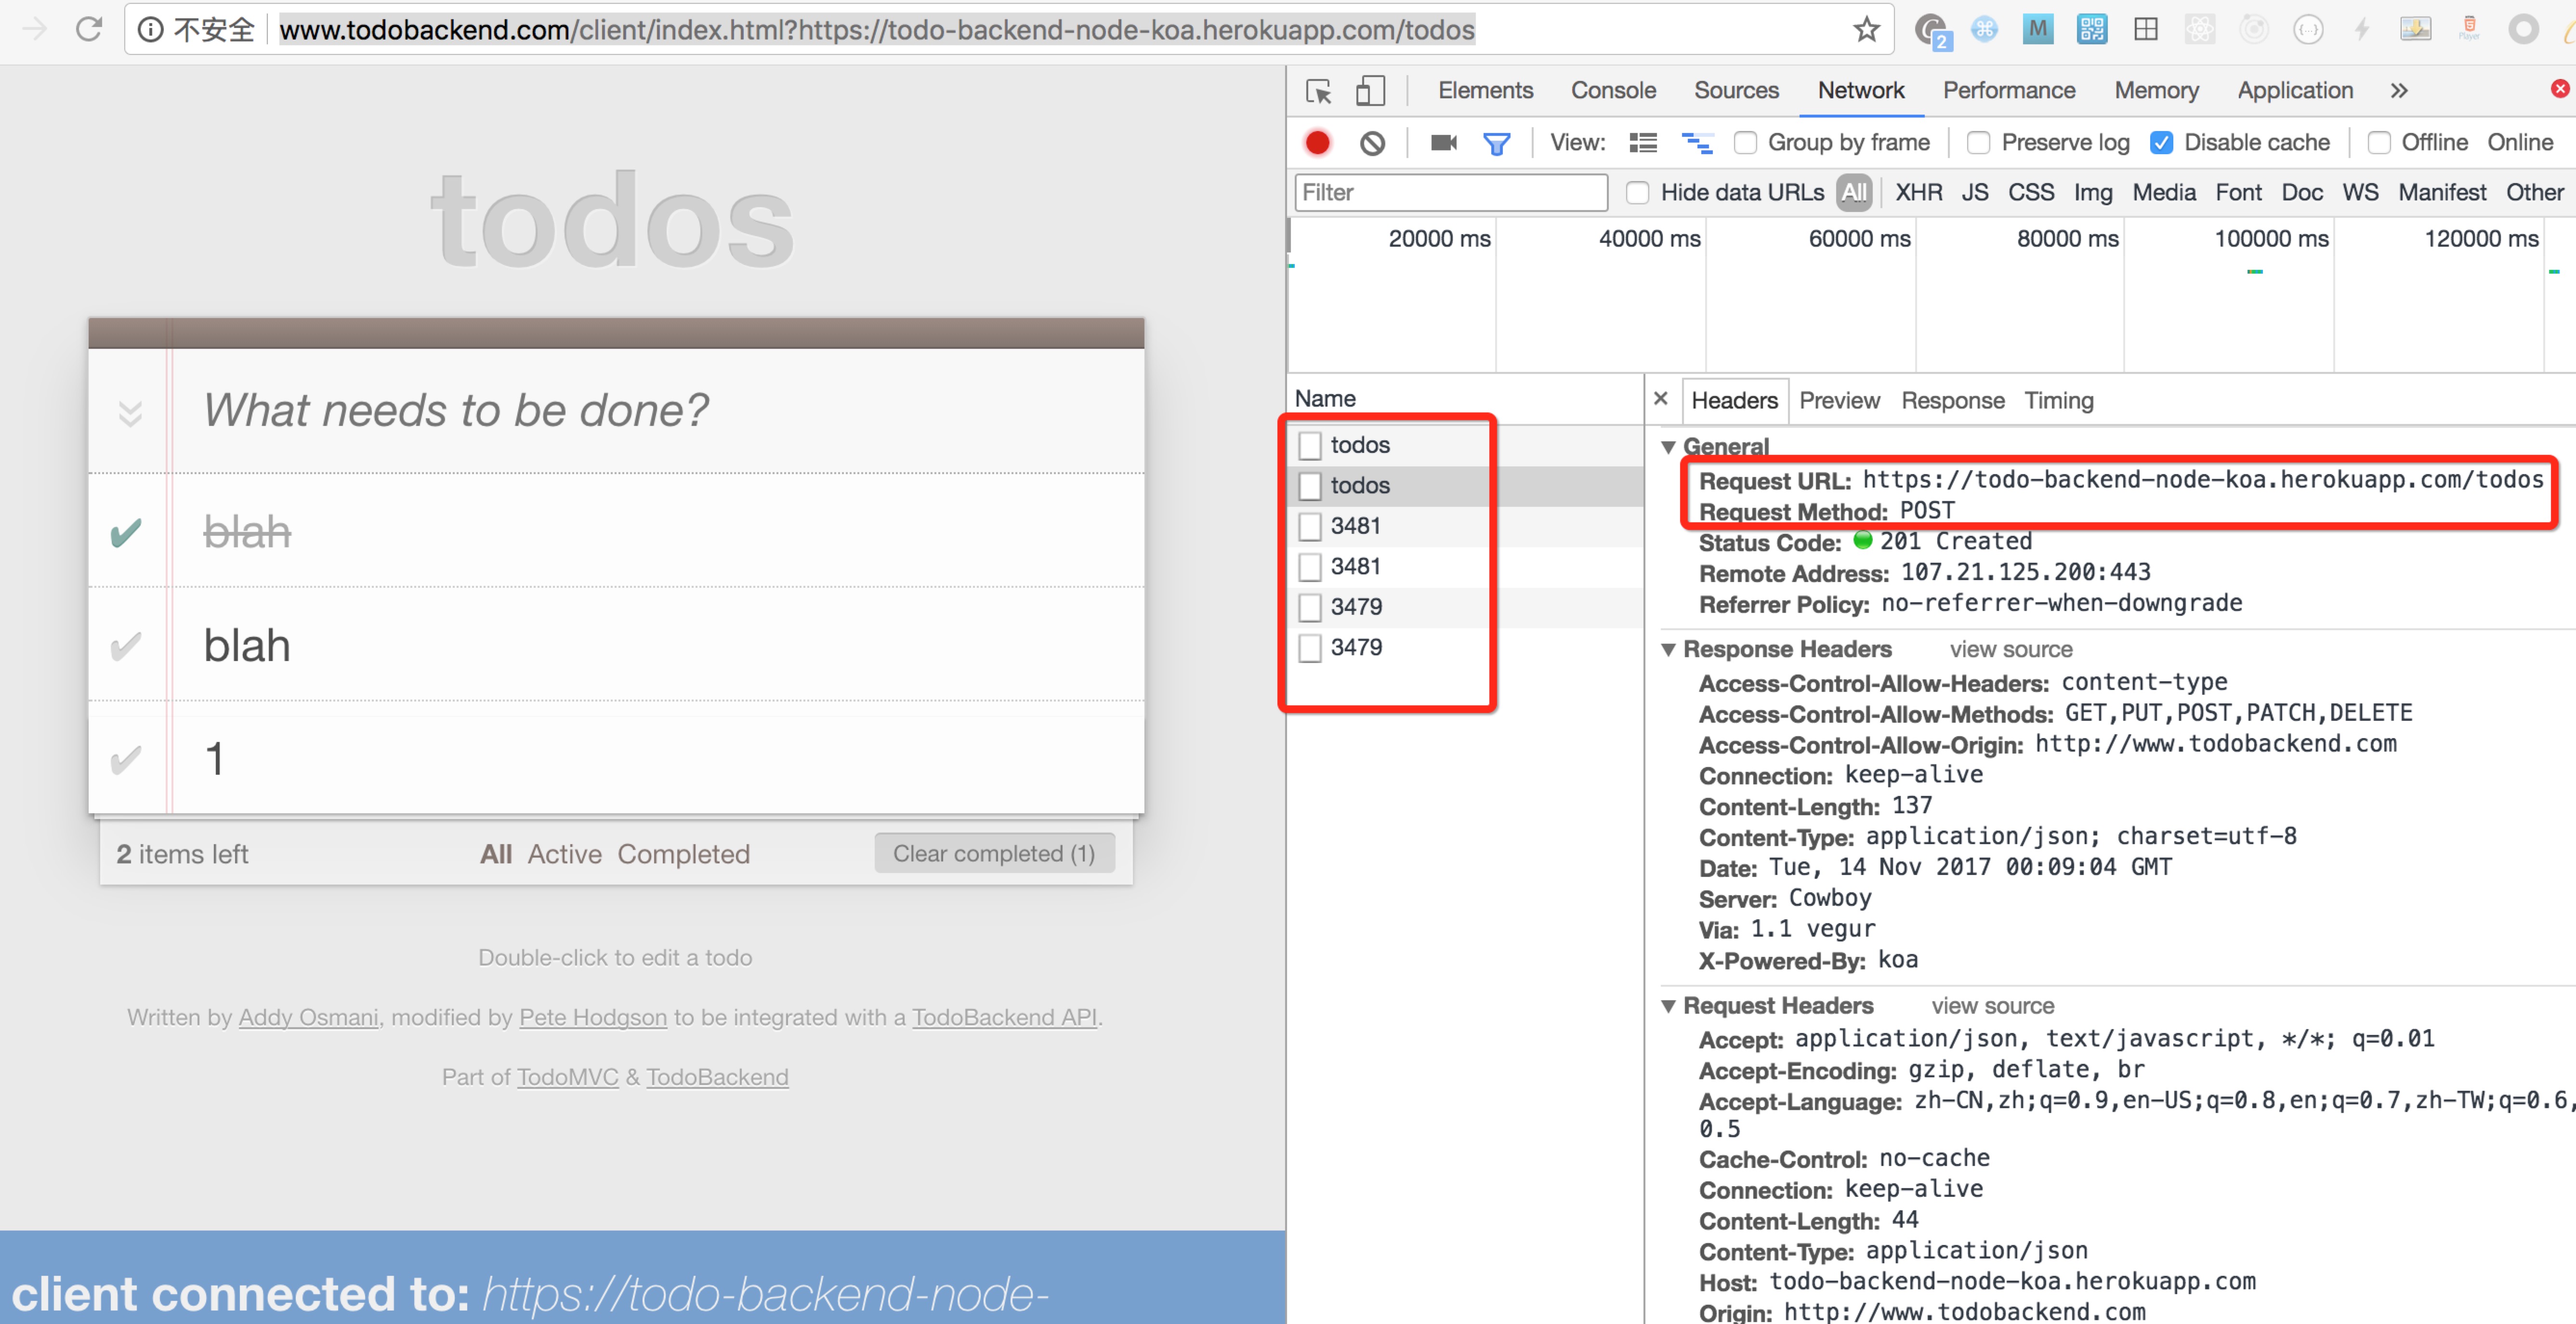 不安全 www.todobackend.com/client/index.html?https://todo-backend-node-koa.herokuapp.com/todos
2
M
Elements Console Sources Network Performance Memory Application
View: Group by frame Preserve log Disable cache Offline Online
Filter Hide data URLs All XHR JS CSS Img Media Font Doc WS Manifest Other
20000 ms 40000 ms 60000 ms 80000 ms 100000 ms 120000 ms
todos
What needs to be done?
blah
blah
1
2 items left All Active Completed Clear completed (1)
Double-click to edit a todo
Written by Addy Osmani, modified by Pete Hodgson to be integrated with a TodoBackend API.
Part of TodoMVC & TodoBackend
client connected to: https://todo-backend-node-
Name
todos
todos
3481
3481
3479
3479
× Headers Preview Response Timing
General
Request URL: https://todo-backend-node-koa.herokuapp.com/todos
Request Method: POST
Status Code: 201 Created
Remote Address: 107.21.125.200:443
Referrer Policy: no-referrer-when-downgrade
Response Headers view source
Access-Control-Allow-Headers: content-type
Access-Control-Allow-Methods: GET,PUT,POST,PATCH,DELETE
Access-Control-Allow-Origin: http://www.todobackend.com
Connection: keep-alive
Content-Length: 137
Content-Type: application/json; charset=utf-8
Date: Tue, 14 Nov 2017 00:09:04 GMT
Server: Cowboy
Via: 1.1 vegur
X-Powered-By: koa
Request Headers view source
Accept: application/json, text/javascript, */*; q=0.01
Accept-Encoding: gzip, deflate, br
Accept-Language: zh-CN,zh;q=0.9,en-US;q=0.8,en;q=0.7,zh-TW;q=0.6,
0.5
Cache-Control: no-cache
Connection: keep-alive
Content-Length: 44
Content-Type: application/json
Host: todo-backend-node-koa.herokuapp.com
Origin: http://www.todobackend.com